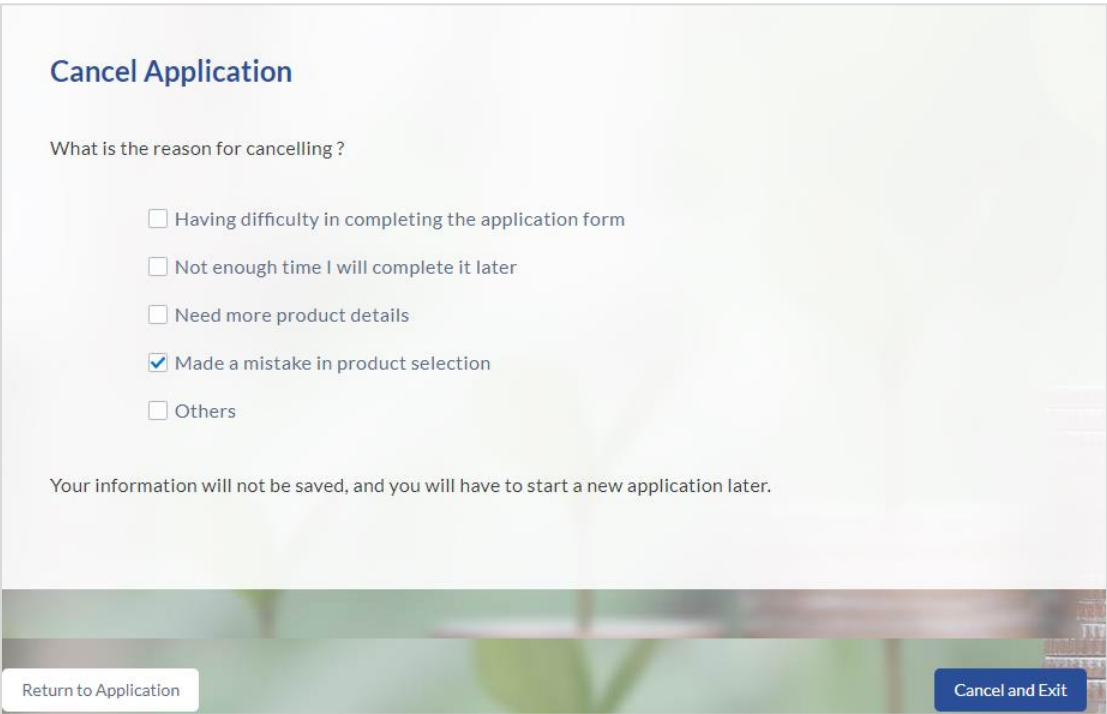 Cancel Application
What is the reason for cancelling ?
Having difficulty in completing the application form
Not enough time I will complete it later
Need more product details
Made a mistake in product selection
Others
Your information will not be saved, and you will have to start a new application later.
Return to Application
Cancel and Exit